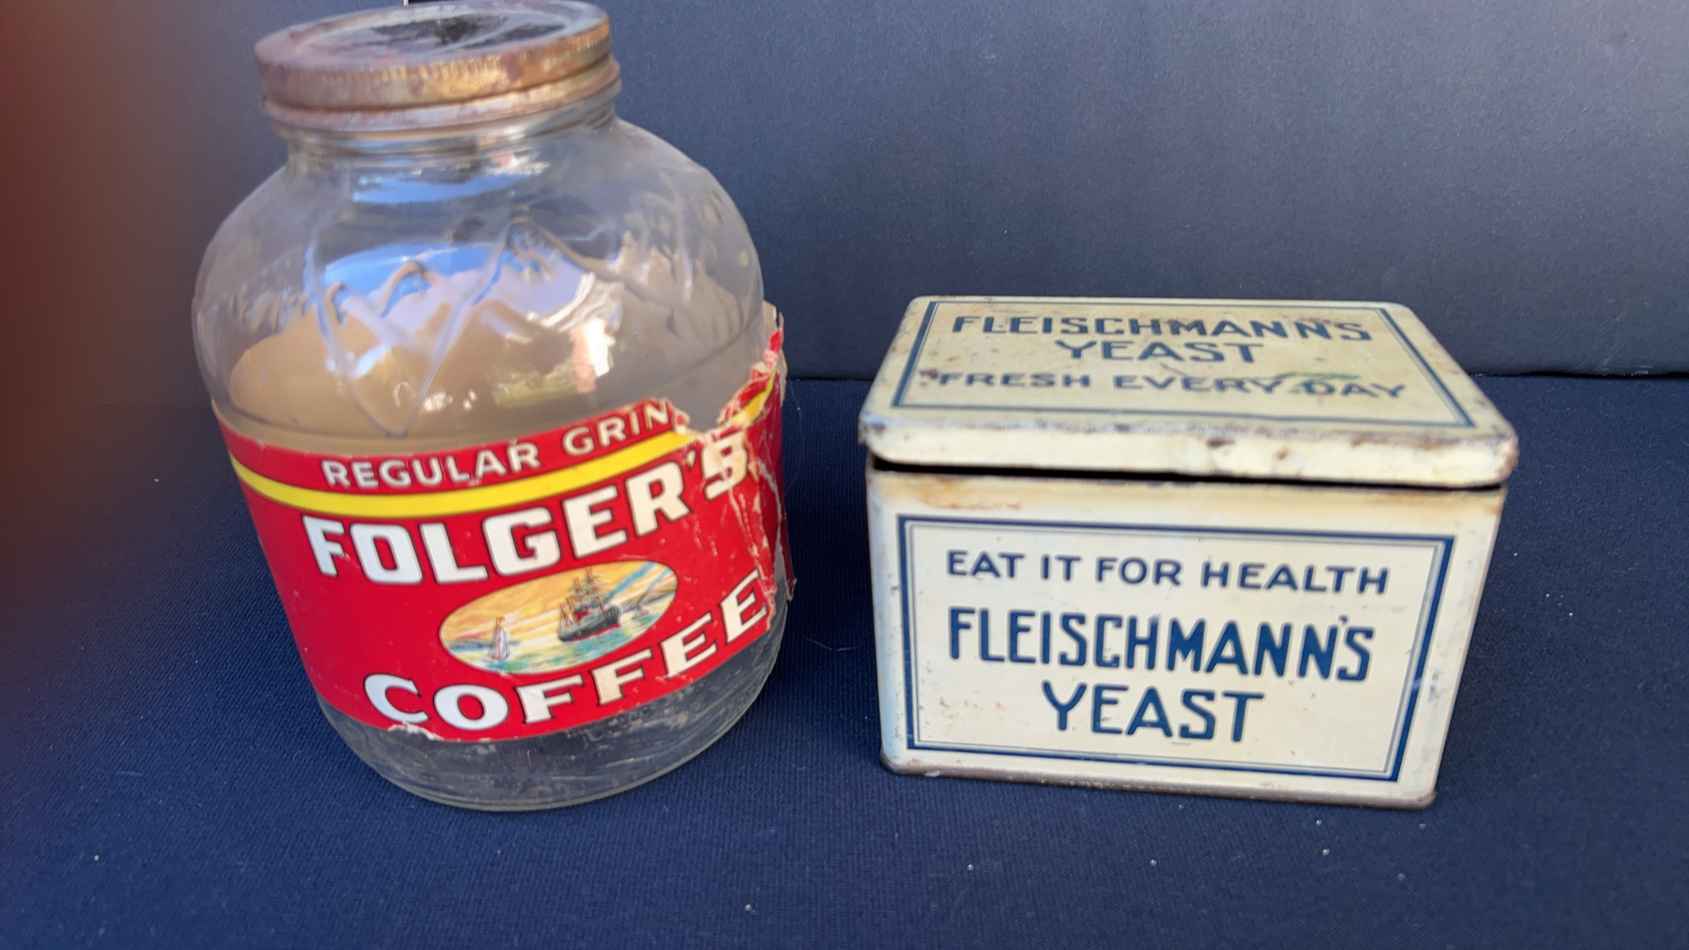 REGULAR GRIN
FOLGER'S
COFFEE
FLEISCHMANN'S
YEAST
FRESH EVERY DAY
EAT IT FOR HEALTH
FLEISCHMANN'S
YEAST